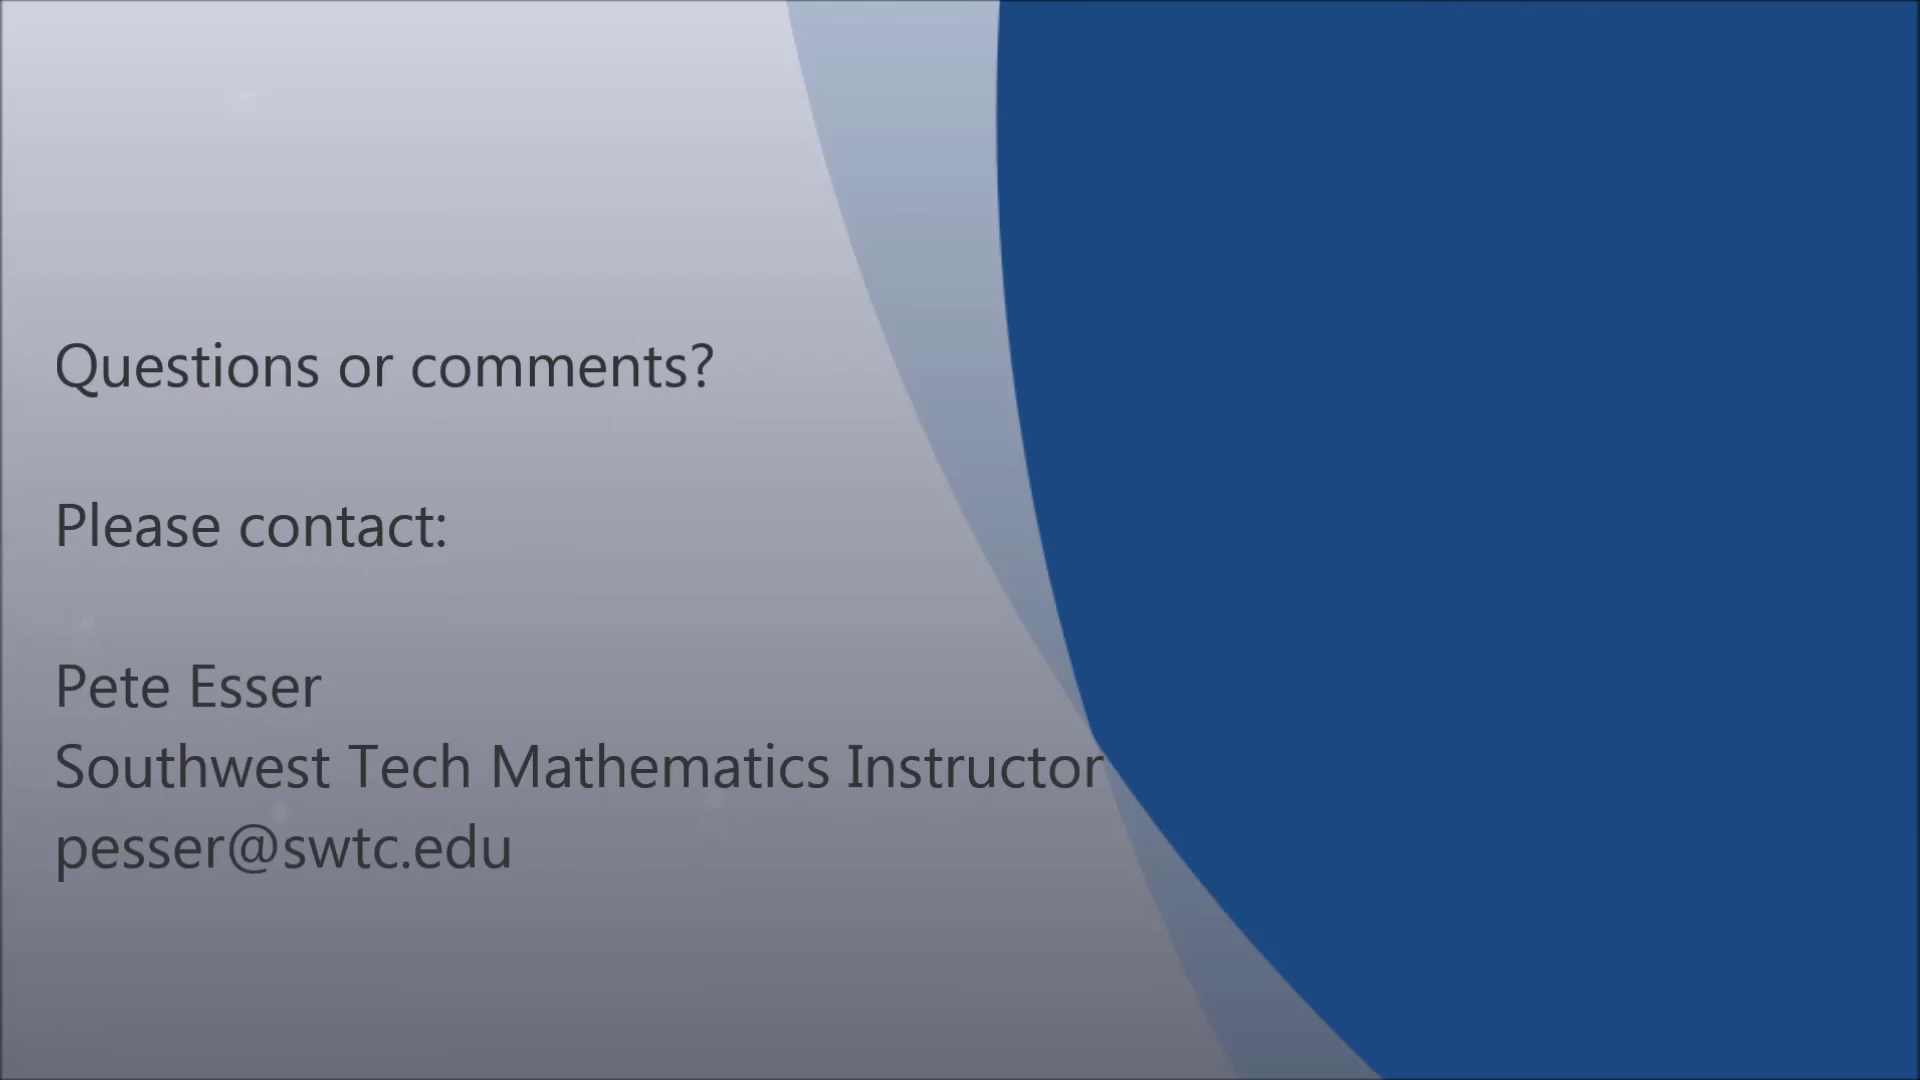 Questions or comments?
Please contact:
Pete Esser
Southwest Tech Mathematics Instructor
pesser@swtc.edu